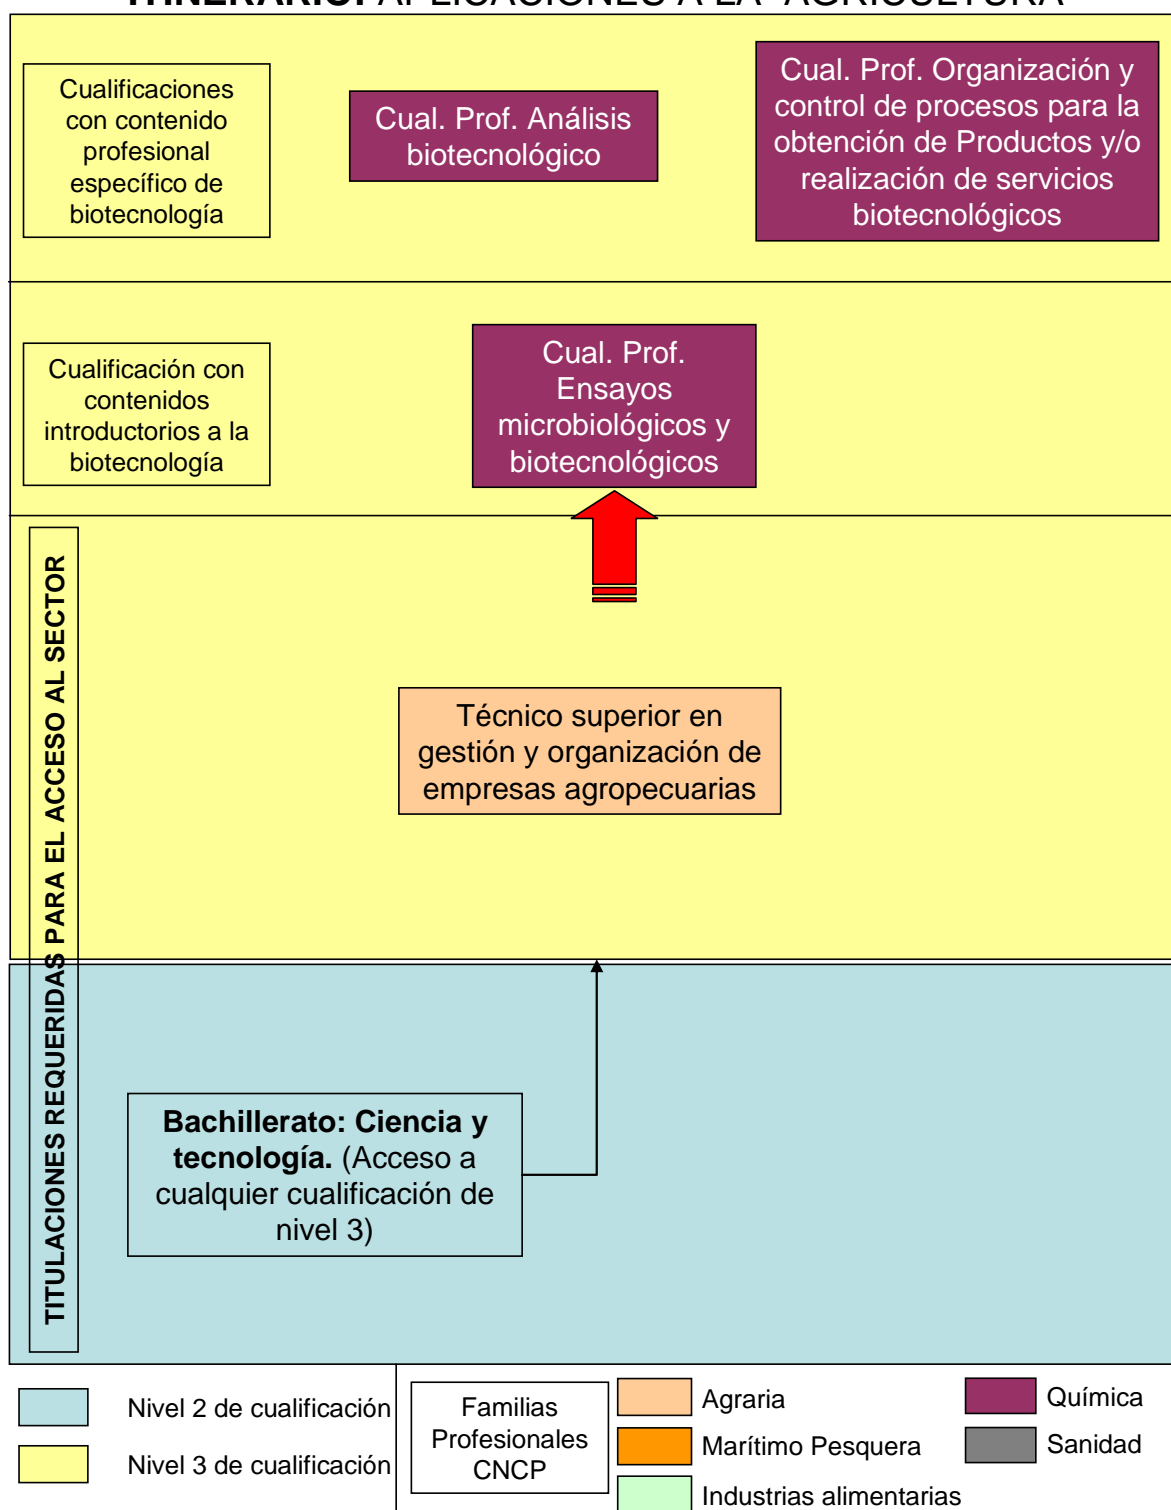 ITINERARIO: APLICACIONES A LA AGRICULTURA
Cualificaciones
con contenido
profesional
específico de
biotecnología
Cual. Prof. Análisis
biotecnológico
Cual. Prof. Organización y
control de procesos para la
obtención de Productos y/o
realización de servicios
biotecnológicos
Cualificación con
contenidos
introductorios a la
biotecnología
Cual. Prof.
Ensayos
microbiológicos y
biotecnológicos
TITULACIONES REQUERIDAS PARA EL ACCESO AL SECTOR
Técnico superior en
gestión y organización de
empresas agropecuarias
Bachillerato: Ciencia y
tecnología. (Acceso a
cualquier cualificación de
nivel 3)
Nivel 2 de cualificación
Nivel 3 de cualificación
Familias
Profesionales
CNCP
Agraria
Marítimo Pesquera
Industrias alimentarias
Química
Sanidad